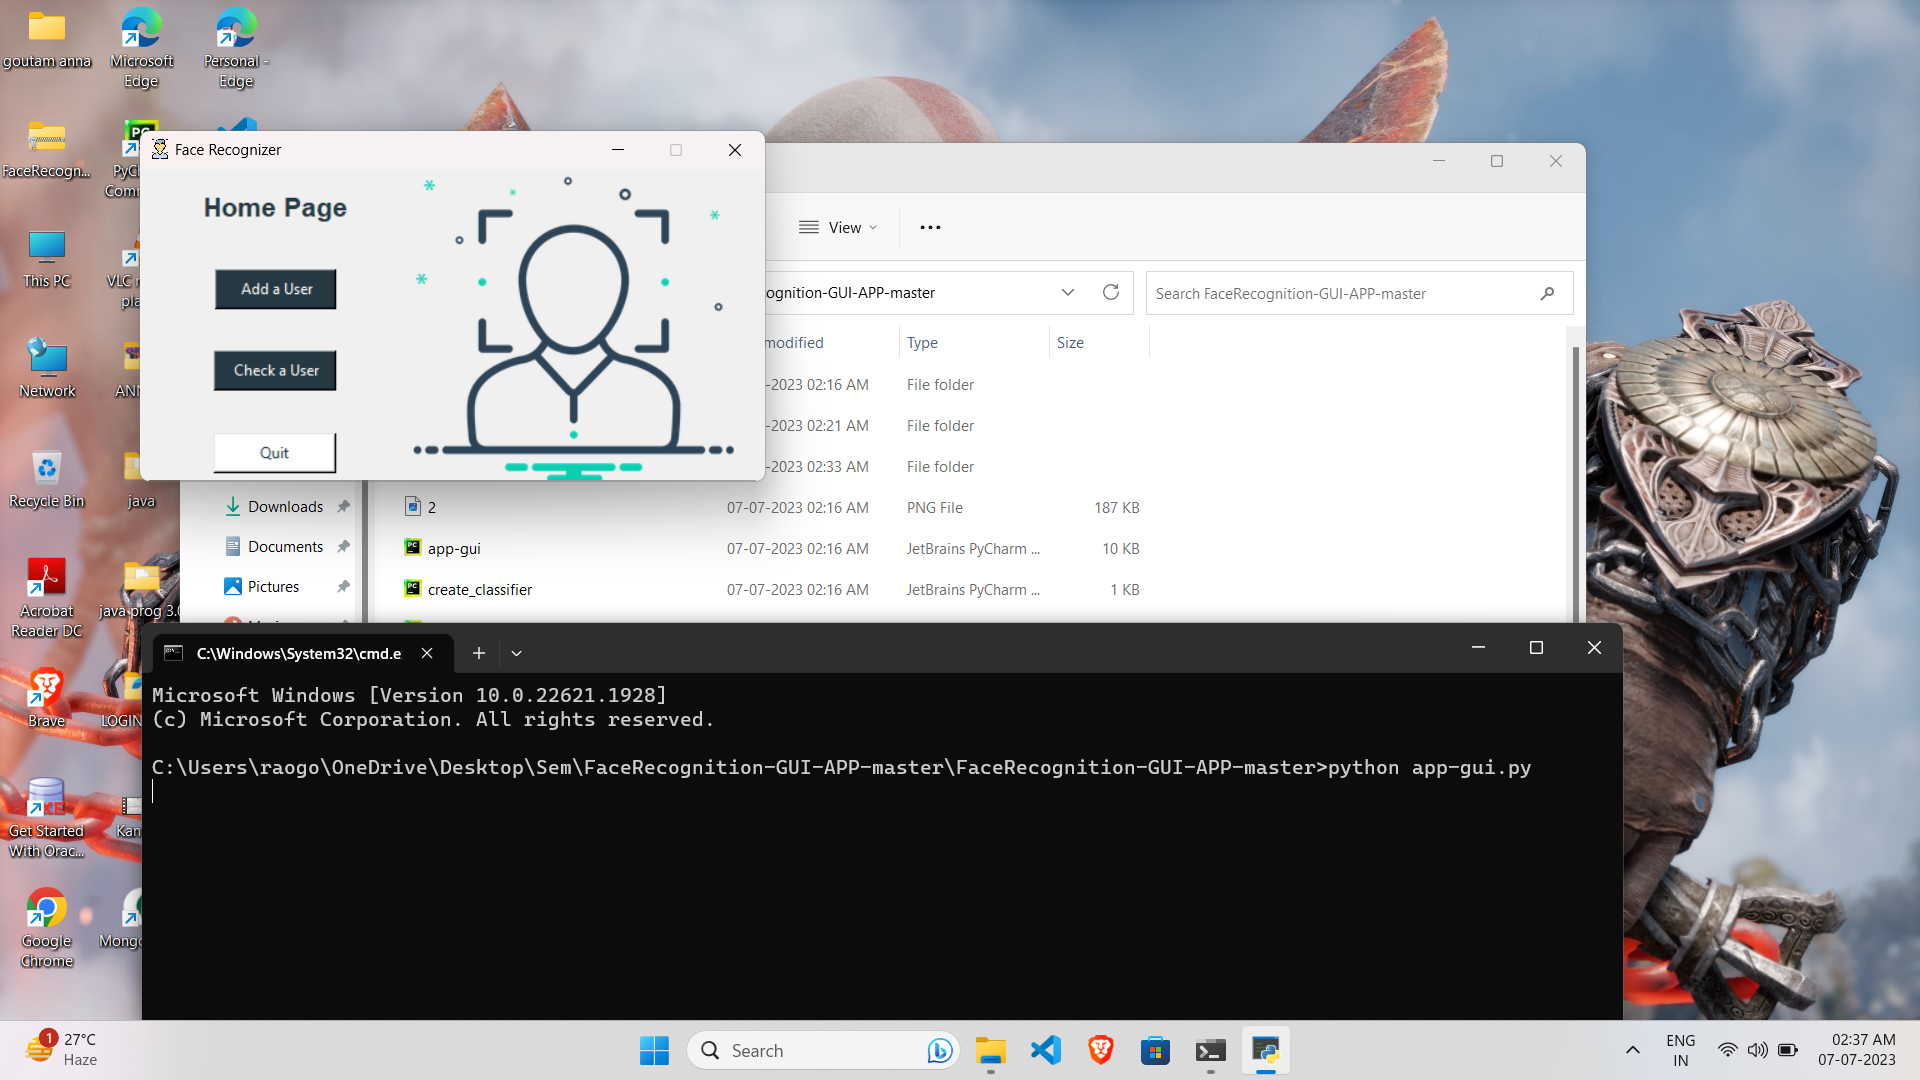 goutam anna
Microsoft
Edge
Personal -
Edge
FaceRecogn...
This PC
Network
Recycle Bin
java
Acrobat
Reader DC
java prog 3.0
Brave
LOGIN
Get Started
With Orac...
Kan
Google
Chrome
Face Recognizer
Home Page
Add a User
Check a User
Quit
View
ognition-GUI-APP-master
Search FaceRecognition-GUI-APP-master
modified Type Size
-2023 02:16 AM File folder
-2023 02:21 AM File folder
-2023 02:33 AM File folder
Downloads
Documents
Pictures
2 07-07-2023 02:16 AM PNG File 187 KB
app-gui 07-07-2023 02:16 AM JetBrains PyCharm ... 10 KB
create_classifier 07-07-2023 02:16 AM JetBrains PyCharm ... 1 KB
C:\Windows\System32\cmd.e
Microsoft Windows [Version 10.0.22621.1928]
(c) Microsoft Corporation. All rights reserved.
C:\Users\raogo\OneDrive\Desktop\Sem\FaceRecognition-GUI-APP-master\FaceRecognition-GUI-APP-master>python app-gui.py
1
27°C
Haze
Search
ENG
IN
02:37 AM
07-07-2023